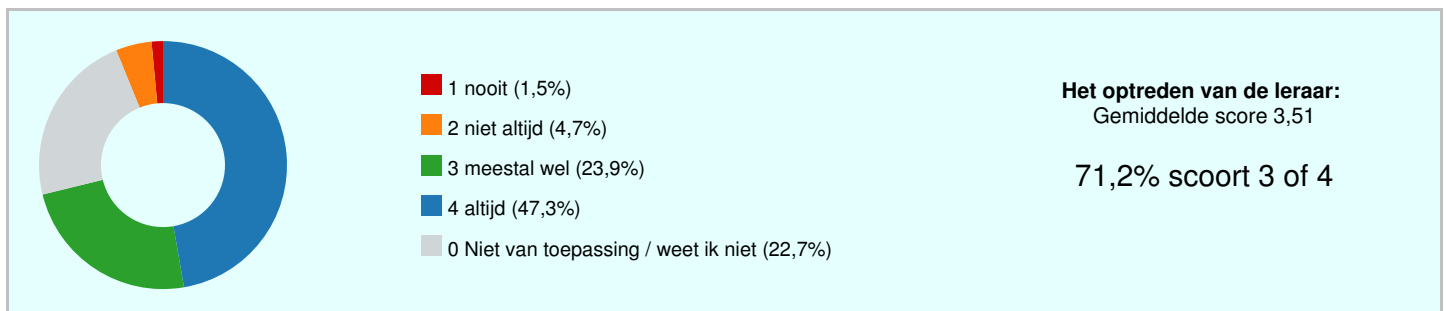 1 nooit (1,5%)
2 niet altijd (4,7%)
3 meestal wel (23,9%)
4 altijd (47,3%)
0 Niet van toepassing / weet ik niet (22,7%)
Het optreden van de leraar:
Gemiddelde score 3,51
71,2% scoort 3 of 4